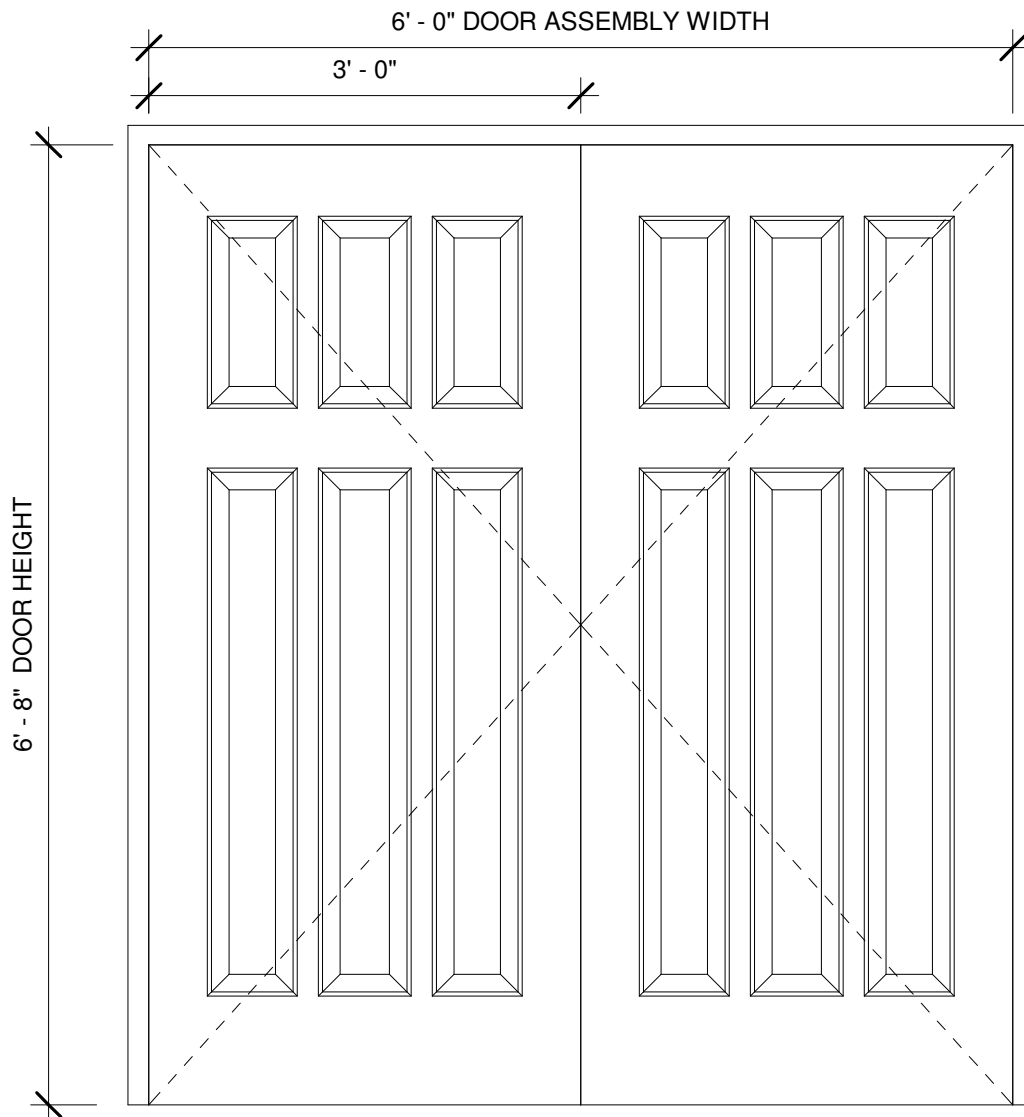 6' - 0" DOOR ASSEMBLY WIDTH
3' - 0"
6' - 8" DOOR HEIGHT